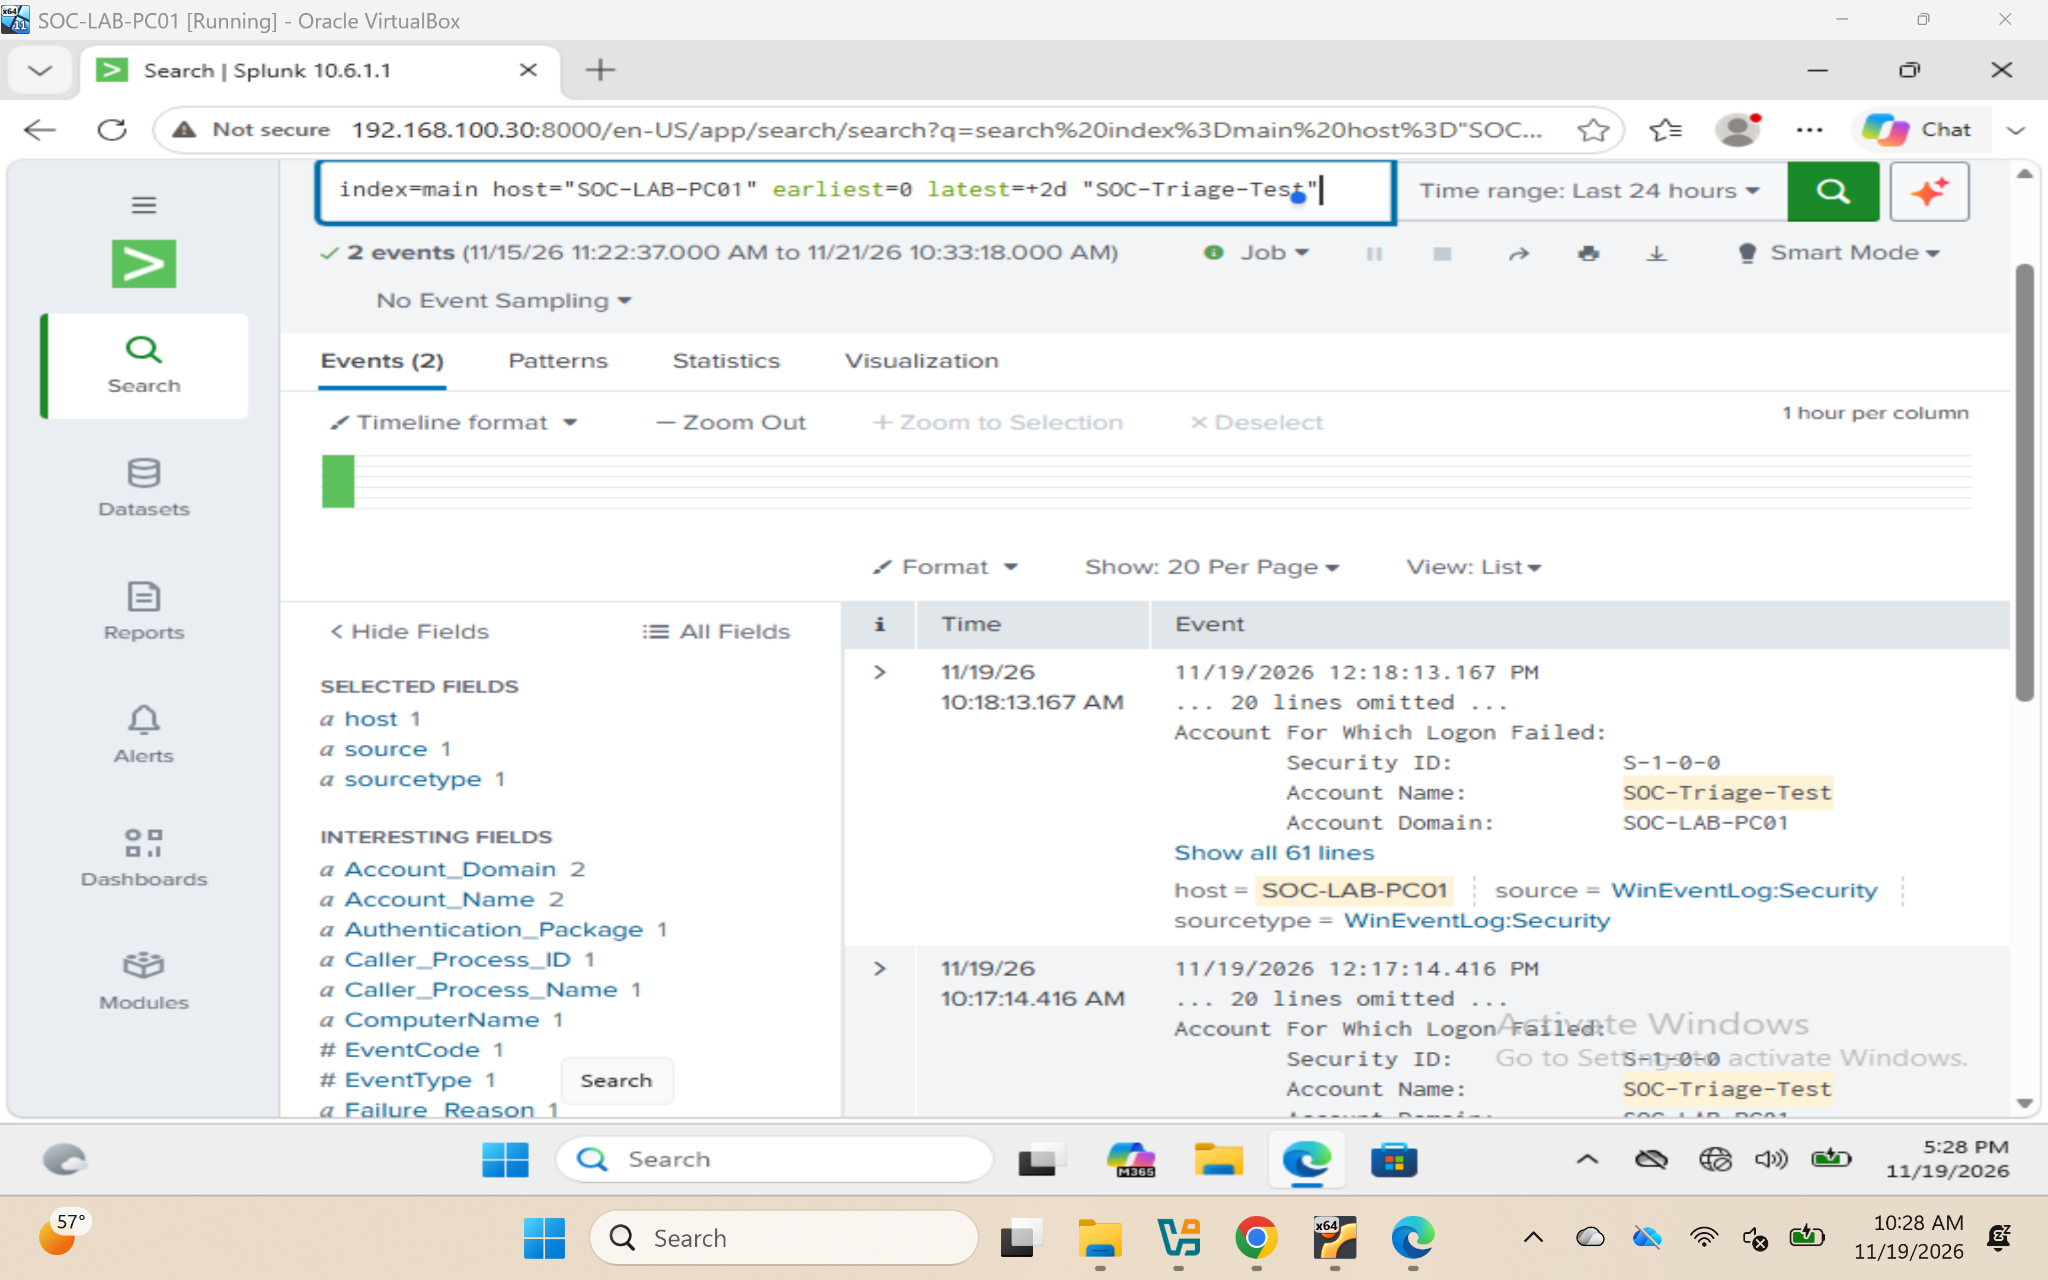 SOC-LAB-PC01 [Running] - Oracle VirtualBox
Search | Splunk 10.6.1.1
Not secure 192.168.100.30:8000/en-US/app/search/search?q=search%20index%3Dmain%20host%3D"SOC...
Chat
index=main host="SOC-LAB-PC01" earliest=0 latest=+2d "SOC-Triage-Test"
Time range: Last 24 hours
2 events (11/15/26 11:22:37.000 AM to 11/21/26 10:33:18.000 AM)
Job
Smart Mode
No Event Sampling
Search
Datasets
Reports
Alerts
Dashboards
Modules
Events (2) Patterns Statistics Visualization
Timeline format — Zoom Out + Zoom to Selection × Deselect
1 hour per column
Format Show: 20 Per Page View: List
< Hide Fields All Fields
SELECTED FIELDS
a host 1
a source 1
a sourcetype 1
INTERESTING FIELDS
a Account_Domain 2
a Account_Name 2
a Authentication_Package 1
a Caller_Process_ID 1
a Caller_Process_Name 1
a ComputerName 1
# EventCode 1
# EventType 1
a Failure_Reason 1
Search
i Time Event
11/19/26
10:18:13.167 AM
11/19/2026 12:18:13.167 PM
... 20 lines omitted ...
Account For Which Logon Failed:
Security ID: S-1-0-0
Account Name: SOC-Triage-Test
Account Domain: SOC-LAB-PC01
Show all 61 lines
host = SOC-LAB-PC01 source = WinEventLog:Security
sourcetype = WinEventLog:Security
11/19/26
10:17:14.416 AM
11/19/2026 12:17:14.416 PM
... 20 lines omitted ...
Account For Which Logon Failed:
Security ID: S-1-0-0
Account Name: SOC-Triage-Test
Account Domain: SOC-LAB-PC01
Activate Windows
Go to Settings to activate Windows.
Search
M365
5:28 PM
11/19/2026
57°
Search
x64
10:28 AM
11/19/2026